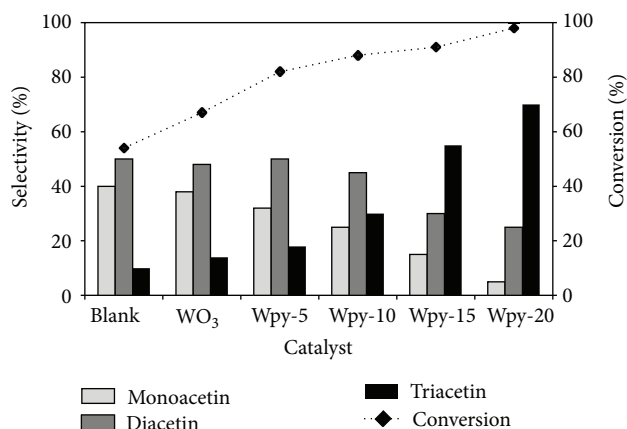 100
80
60
40
20
0
Selectivity (%)
100
80
60
40
20
0
Conversion (%)
Blank WO₃ Wpy-5 Wpy-10 Wpy-15 Wpy-20
Catalyst
Monoacetin
Diacetin
Triacetin
Conversion